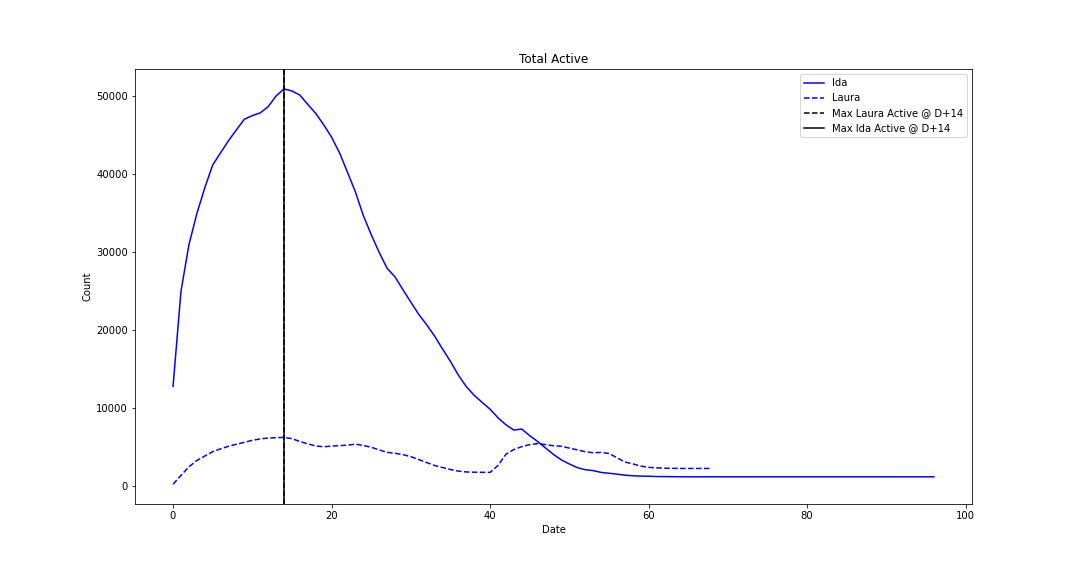 Total Active
Ida
Laura
Max Laura Active @ D+14
Max Ida Active @ D+14
50000
40000
30000
20000
10000
0
Count
0 20 40 60 80 100
Date